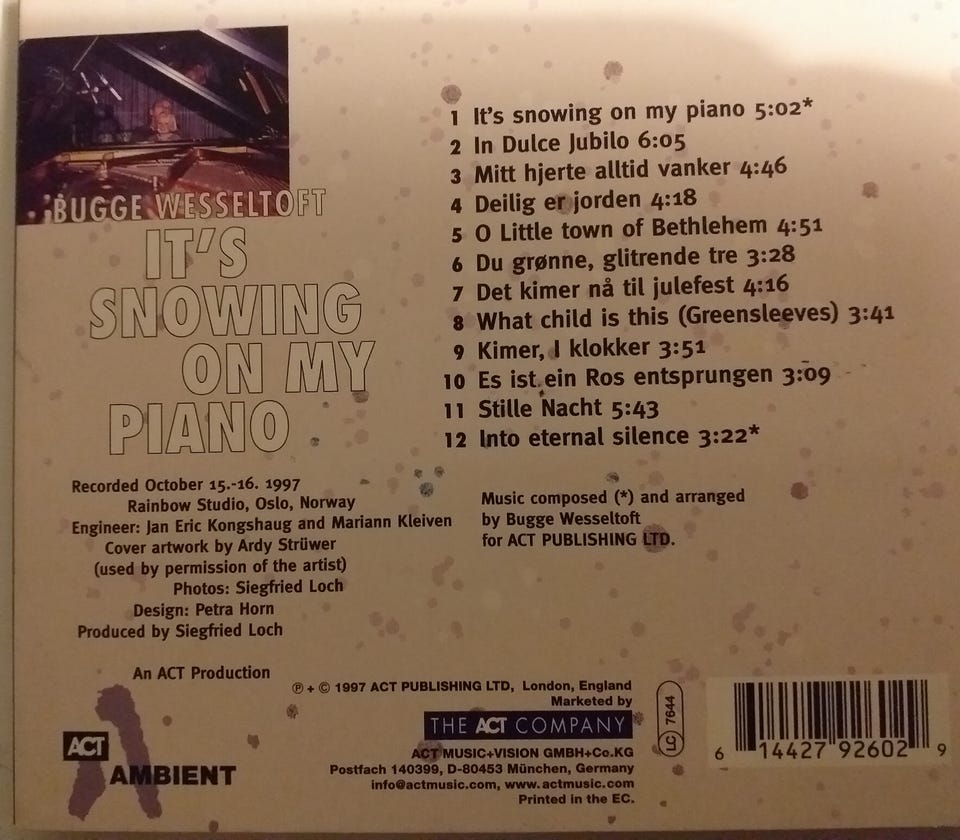 BUGGE WESSELTOFT
IT'S
SNOWING
ON MY
PIANO
1 It's snowing on my piano 5:02*
2 In Dulce Jubilo 6:05
3 Mitt hjerte alltid vanker 4:46
4 Deilig er jorden 4:18
5 O Little town of Bethlehem 4:51
6 Du grønne, glitrende tre 3:28
7 Det kimer nå til julefest 4:16
8 What child is this (Greensleeves) 3:41
9 Kimer, I klokker 3:51
10 Es ist ein Ros entsprungen 3:09
11 Stille Nacht 5:43
12 Into eternal silence 3:22*
Recorded October 15.-16. 1997
Rainbow Studio, Oslo, Norway
Engineer: Jan Eric Kongshaug and Mariann Kleiven
Cover artwork by Ardy Strüwer
(used by permission of the artist)
Photos: Siegfried Loch
Design: Petra Horn
Produced by Siegfried Loch
Music composed (*) and arranged
by Bugge Wesseltoft
for ACT PUBLISHING LTD.
An ACT Production
ACT
AMBIENT
℗ + © 1997 ACT PUBLISHING LTD, London, England
Marketed by
THE ACT COMPANY
ACT MUSIC+VISION GMBH+Co.KG
Postfach 140399, D-80453 München, Germany
info@actmusic.com, www.actmusic.com
Printed in the EC.
LC 7644
6 14427 92602 9